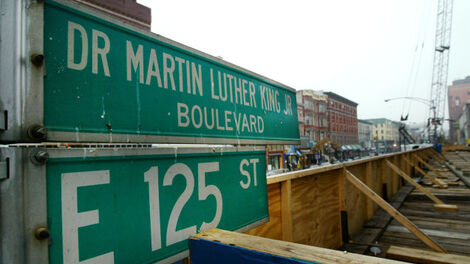 DR MARTIN LUTHER KING JR
BOULEVARD
E 125 ST